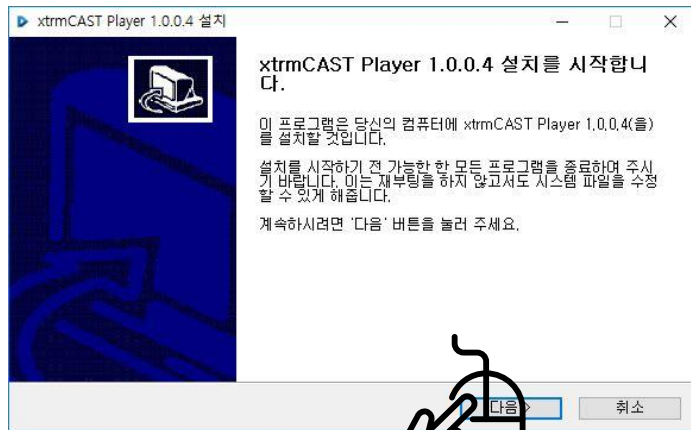 xtrmCAST Player 1.0.0.4 설치
xtrmCAST Player 1.0.0.4 설치를 시작합니
다.
이 프로그램은 당신의 컴퓨터에 xtrmCAST Player 1.0.0.4(을)
를 설치할 것입니다.
설치를 시작하기 전 가능한 한 모든 프로그램을 종료하여 주시
기 바랍니다. 이는 재부팅을 하지 않고서도 시스템 파일을 수정
할 수 있게 해줍니다.
계속하시려면 '다음' 버튼을 눌러 주세요.
다음 >
취소